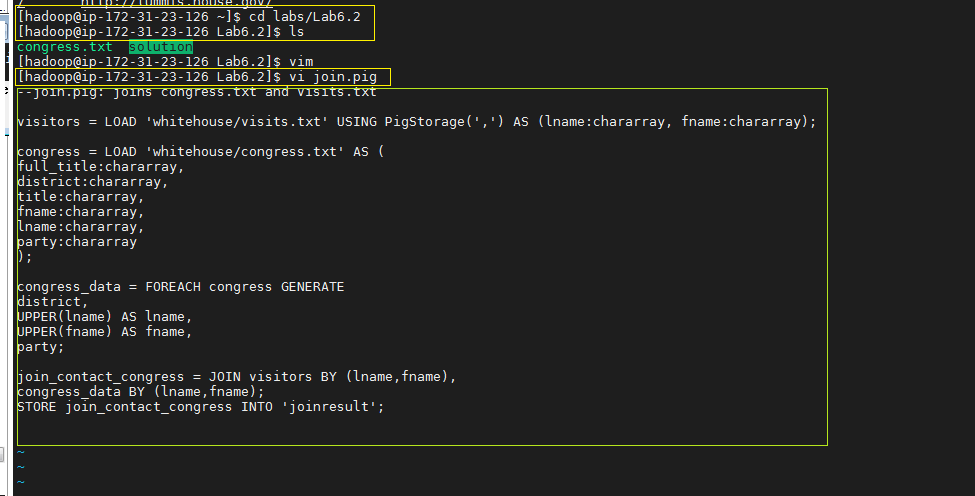 /       http://lummis.house.gov/
[hadoop@ip-172-31-23-126 ~]$ cd labs/Lab6.2
[hadoop@ip-172-31-23-126 Lab6.2]$ ls
congress.txt  solution
[hadoop@ip-172-31-23-126 Lab6.2]$ vim
[hadoop@ip-172-31-23-126 Lab6.2]$ vi join.pig
--join.pig: joins congress.txt and visits.txt
visitors = LOAD 'whitehouse/visits.txt' USING PigStorage(',') AS (lname:chararray, fname:chararray);
congress = LOAD 'whitehouse/congress.txt' AS (
full_title:chararray,
district:chararray,
title:chararray,
fname:chararray,
lname:chararray,
party:chararray
);
congress_data = FOREACH congress GENERATE
district,
UPPER(lname) AS lname,
UPPER(fname) AS fname,
party;
join_contact_congress = JOIN visitors BY (lname,fname),
congress_data BY (lname,fname);
STORE join_contact_congress INTO 'joinresult';
~
~
~